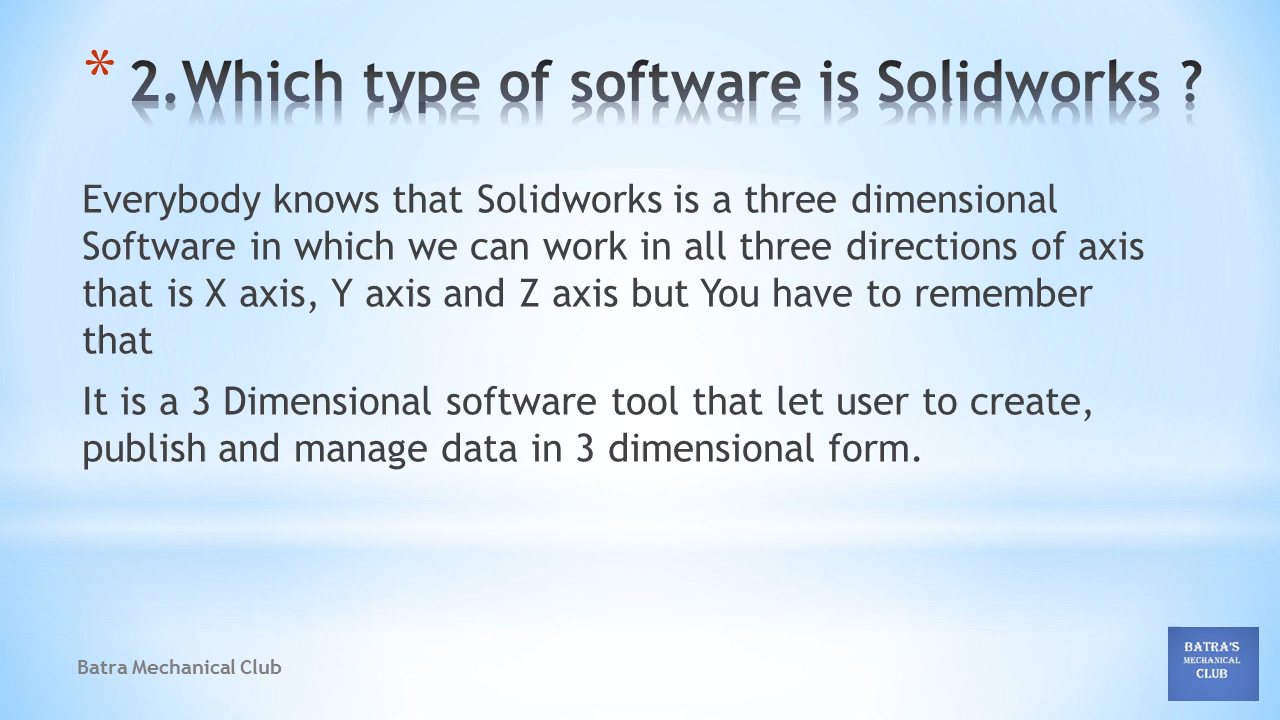 * 2.Which type of software is Solidworks ?
Everybody knows that Solidworks is a three dimensional
Software in which we can work in all three directions of axis
that is X axis, Y axis and Z axis but You have to remember
that
It is a 3 Dimensional software tool that let user to create,
publish and manage data in 3 dimensional form.
Batra Mechanical Club
BATRA'S
MECHANICAL
CLUB